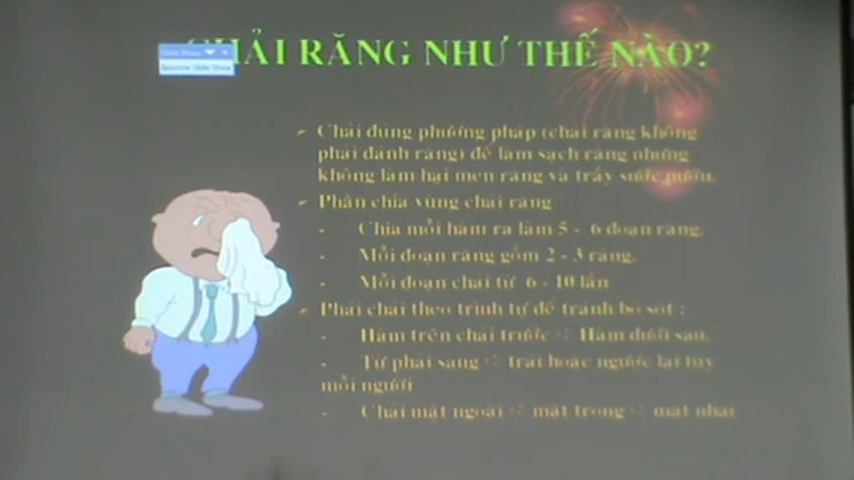 CHẢI RĂNG NHƯ THẾ NÀO?
Resume Slide Show
Chải đúng phương pháp (chải răng không
phải đánh răng) để làm sạch răng nhưng
không làm hại men răng và trầy sướt nướu.
Phân chia vùng chải răng
- Chia mỗi hàm ra làm 5 - 6 đoạn răng.
- Mỗi đoạn răng gồm 2 - 3 răng.
- Mỗi đoạn chải từ 6 - 10 lần
Phải chải theo trình tự để tránh bỏ sót :
- Hàm trên chải trước ➪ Hàm dưới sau.
- Từ phải sang ➪ trái hoặc ngược lại tùy
mỗi người
- Chải mặt ngoài ➪ mặt trong ➪ mặt nhai